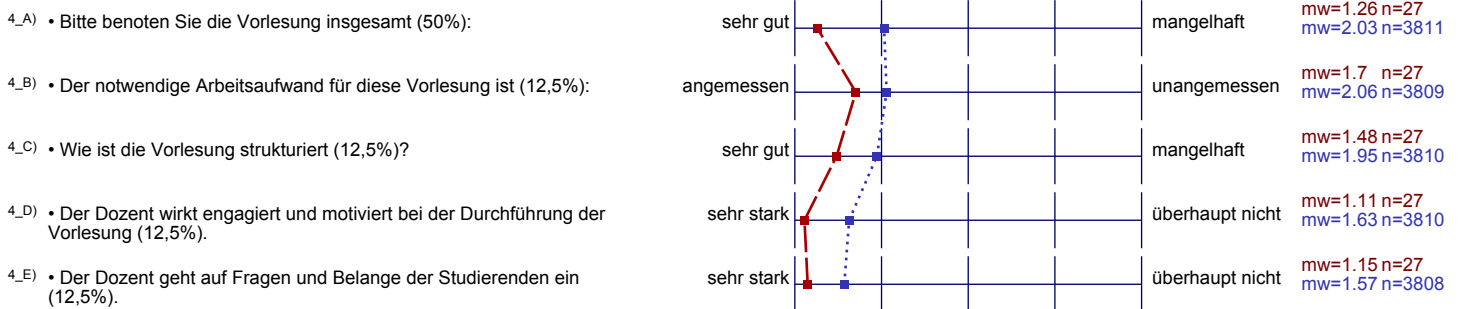 4_A) • Bitte benoten Sie die Vorlesung insgesamt (50%): sehr gut mangelhaft mw=1.26 n=27
mw=2.03 n=3811
4_B) • Der notwendige Arbeitsaufwand für diese Vorlesung ist (12,5%): angemessen unangemessen mw=1.7 n=27
mw=2.06 n=3809
4_C) • Wie ist die Vorlesung strukturiert (12,5%)? sehr gut mangelhaft mw=1.48 n=27
mw=1.95 n=3810
4_D) • Der Dozent wirkt engagiert und motiviert bei der Durchführung der
Vorlesung (12,5%). sehr stark überhaupt nicht mw=1.11 n=27
mw=1.63 n=3810
4_E) • Der Dozent geht auf Fragen und Belange der Studierenden ein
(12,5%). sehr stark überhaupt nicht mw=1.15 n=27
mw=1.57 n=3808